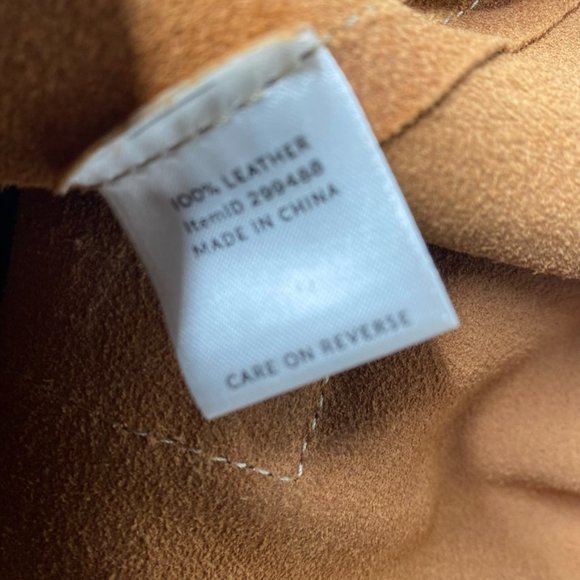 100% LEATHER
ItemID 299488
MADE IN CHINA
CARE ON REVERSE